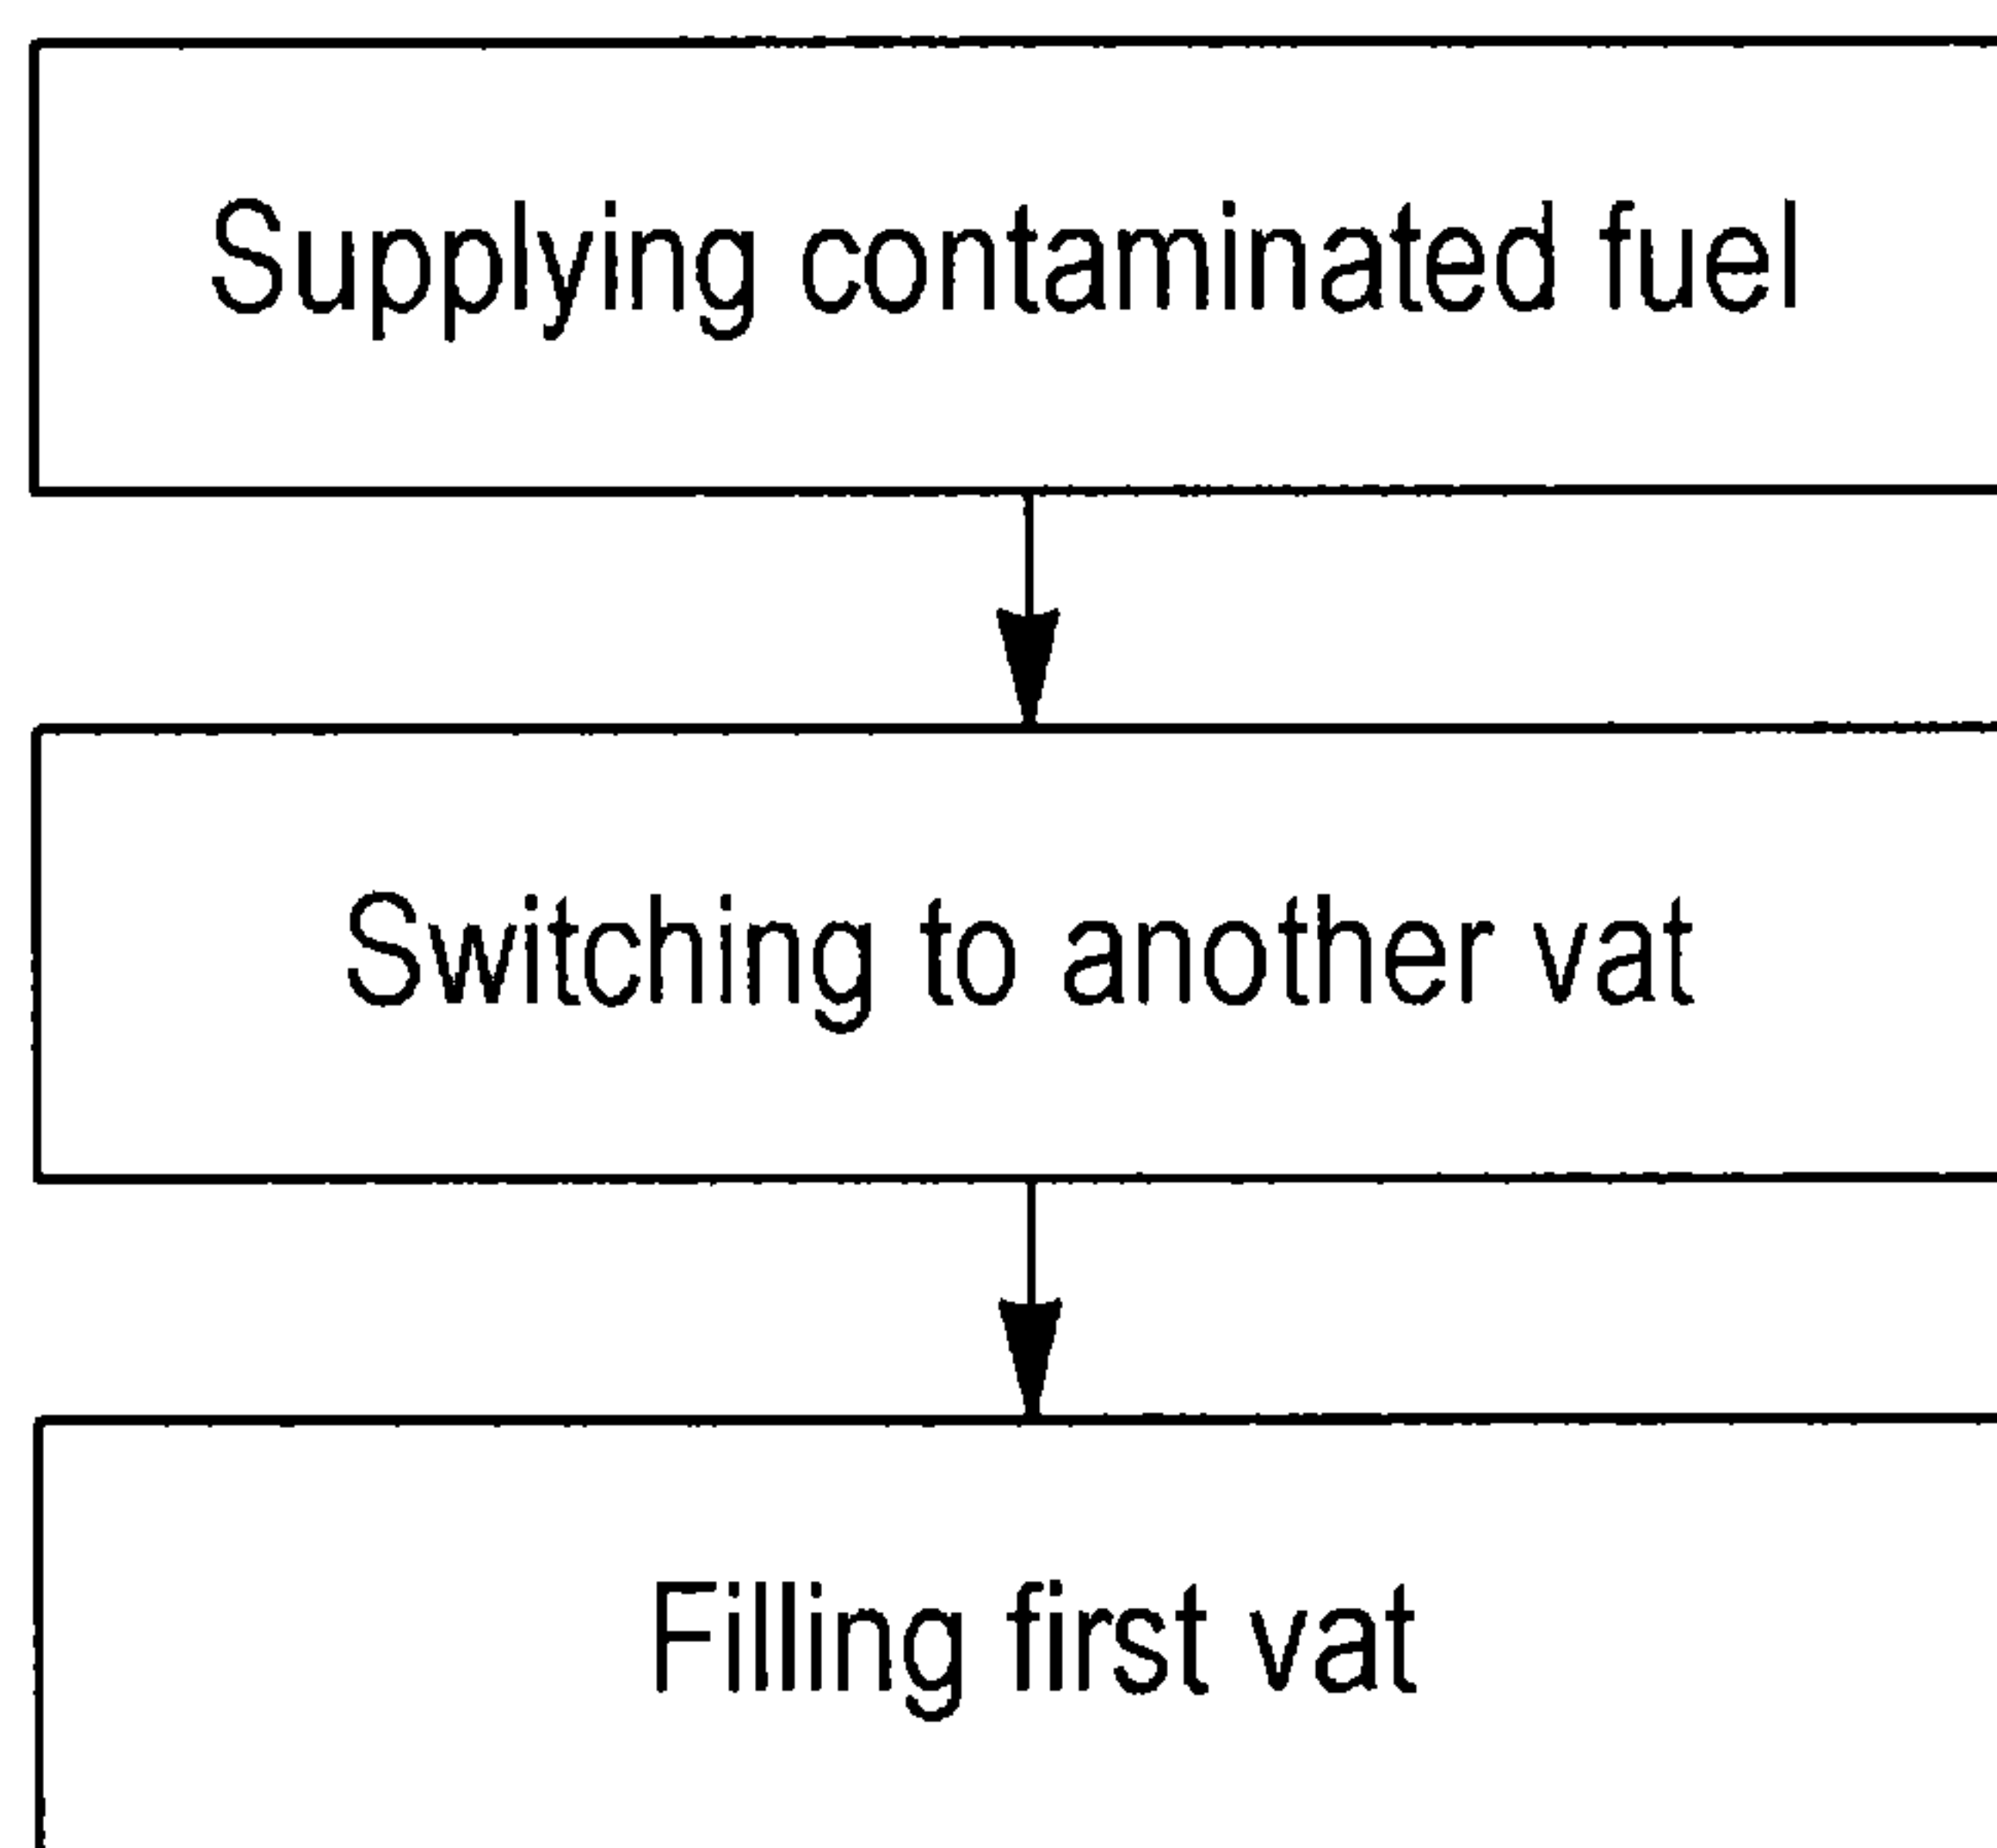 Supplying contaminated fuel
Switching to another vat
Filling first vat